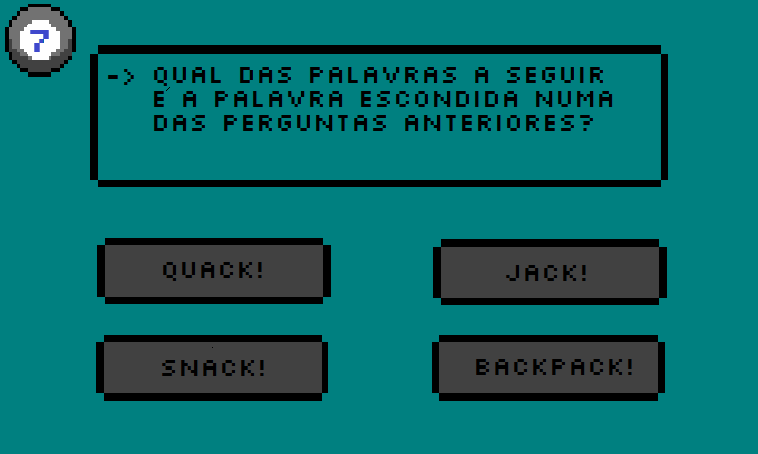 7
-> QUAL DAS PALAVRAS A SEGUIR
É A PALAVRA ESCONDIDA NUMA
DAS PERGUNTAS ANTERIORES?
QUACK!
JACK!
SNACK!
BACKPACK!